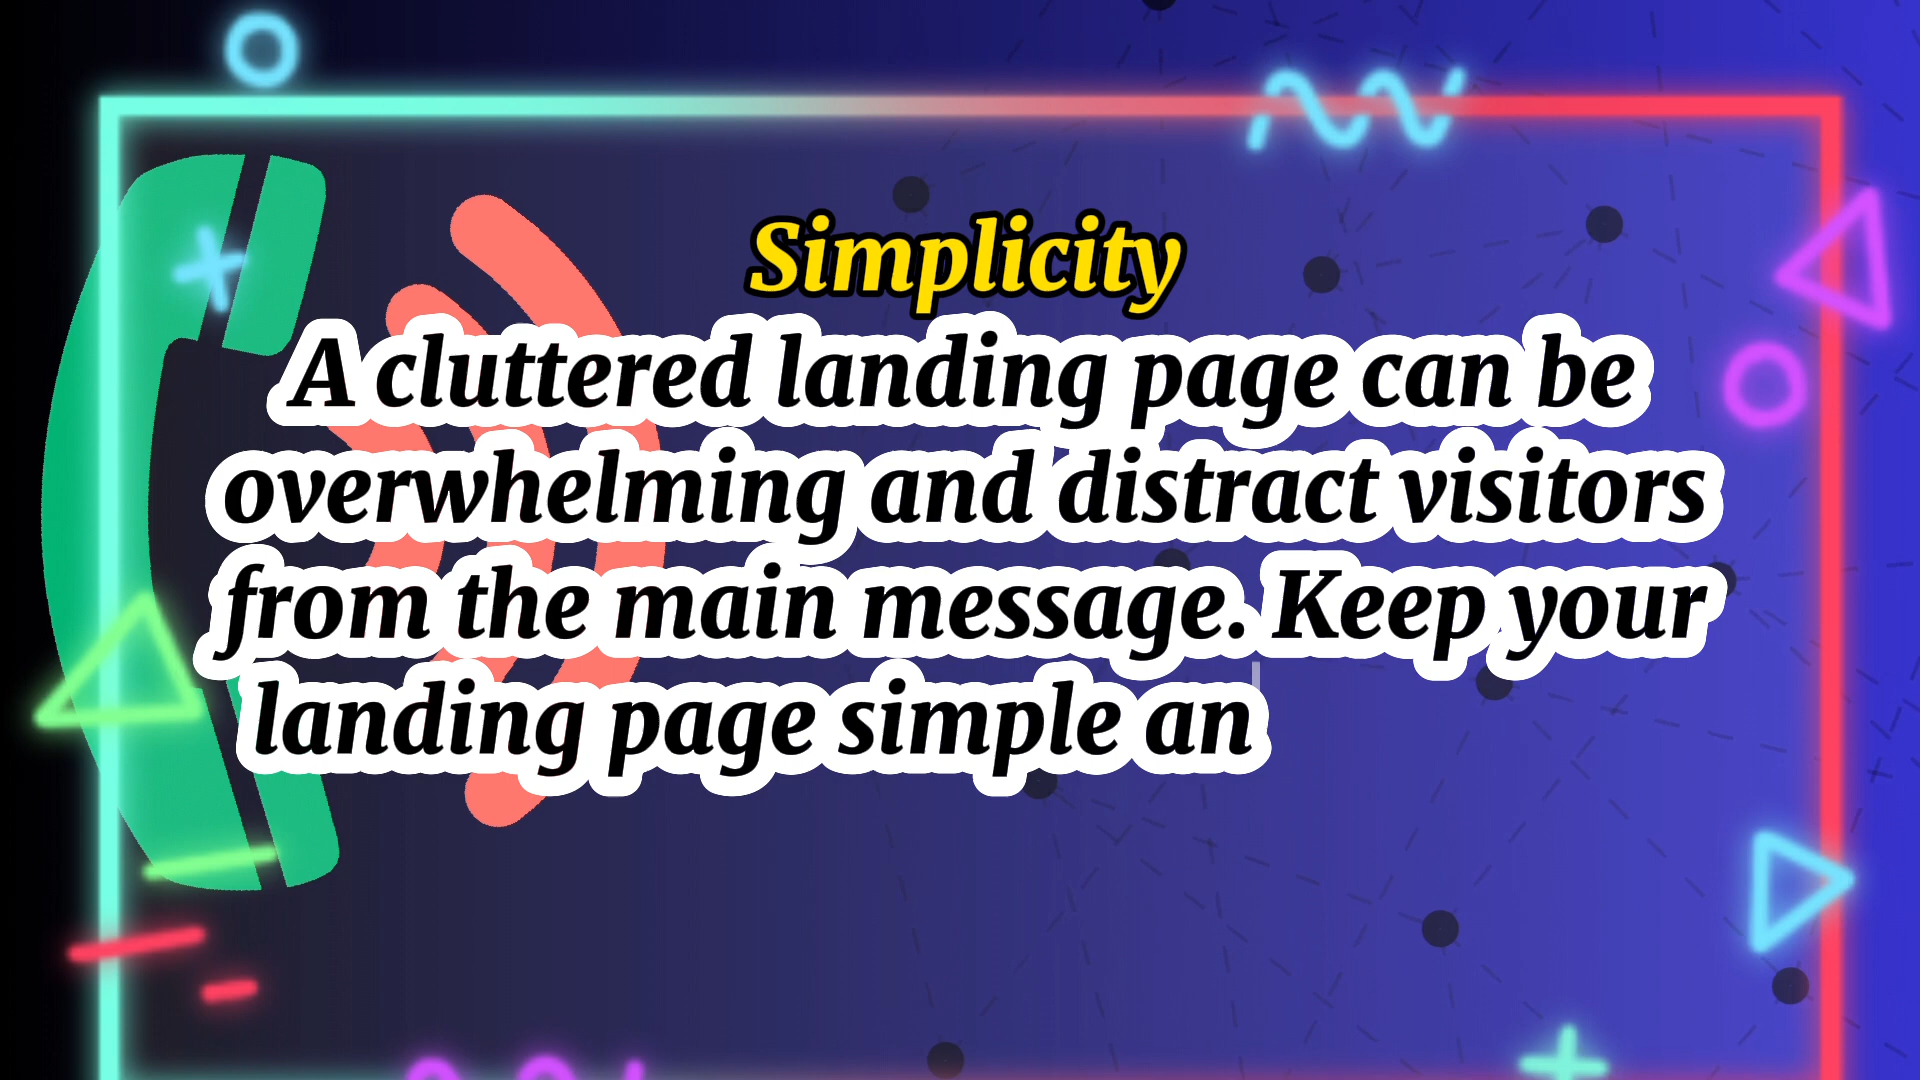 Simplicity
A cluttered landing page can be
overwhelming and distract visitors
from the main message. Keep your
landing page simple an